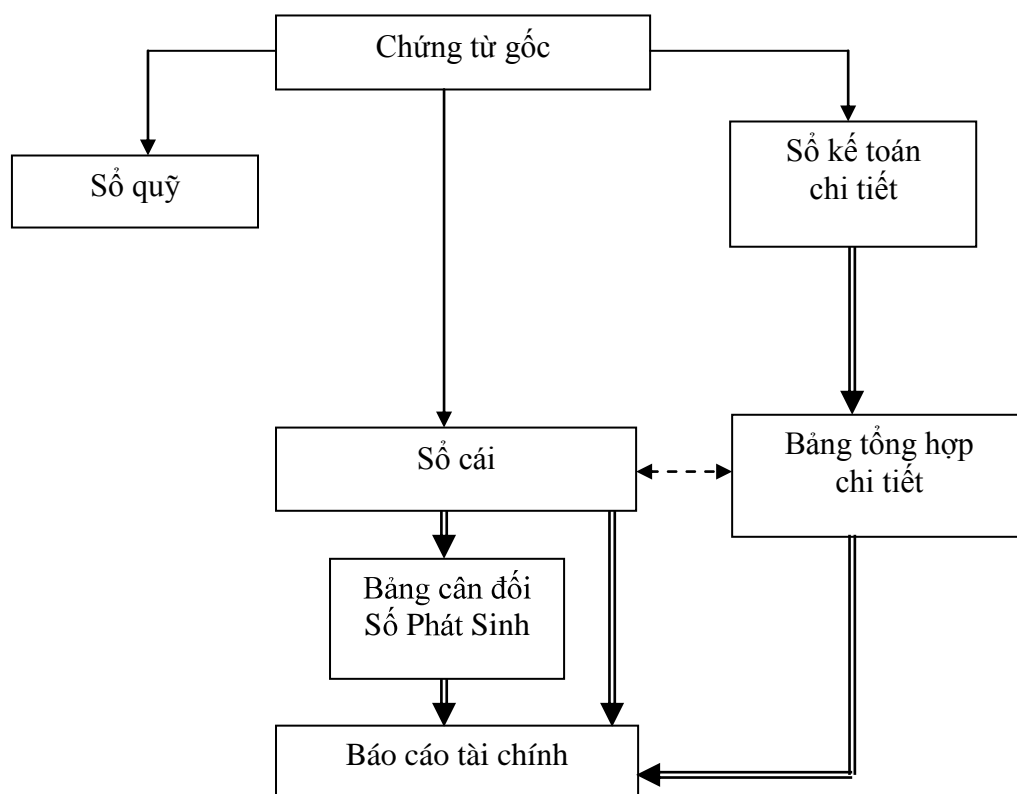 Chứng từ gốc
Sổ quỹ
Sổ kế toán
chi tiết
Sổ cái
Bảng tổng hợp
chi tiết
Bảng cân đối
Số Phát Sinh
Báo cáo tài chính